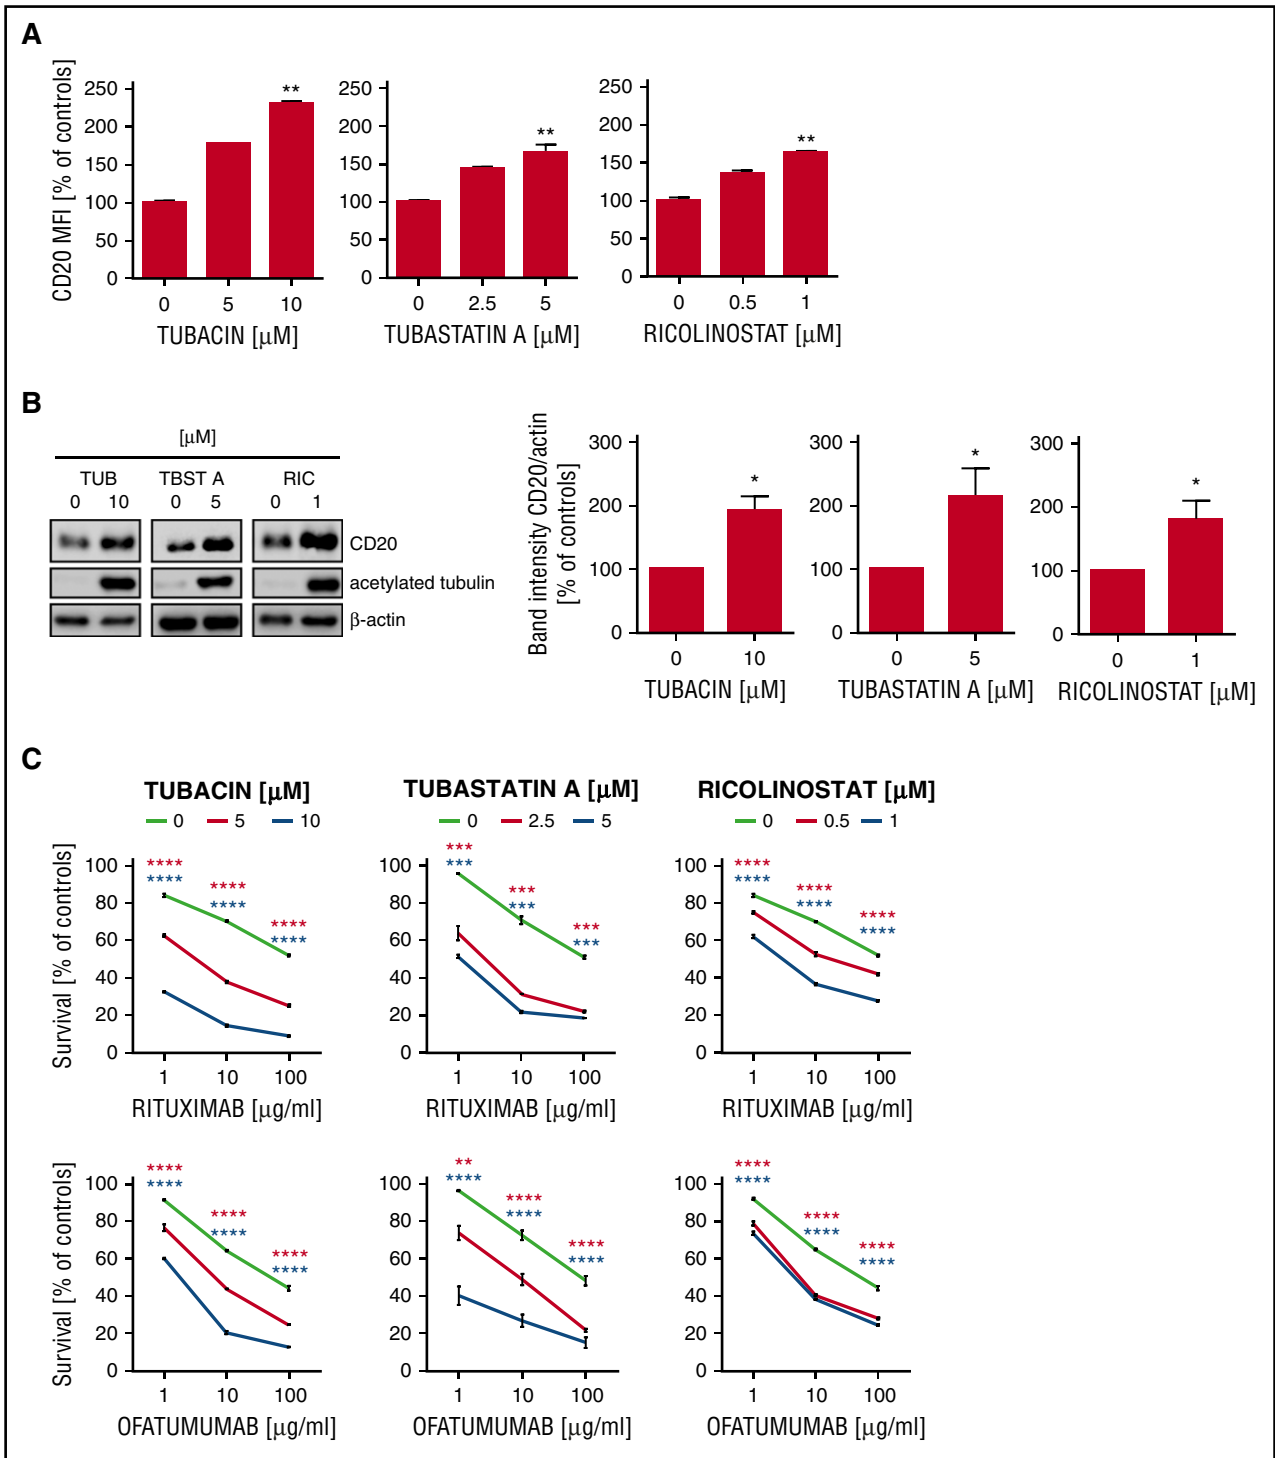 A
CD20 MFI [% of controls]
250
200
150
100
50
0
**
0 5 10
TUBACIN [μM]
250
200
150
100
50
0
**
0 2.5 5
TUBASTATIN A [μM]
250
200
150
100
50
0
**
0 0.5 1
RICOLINOSTAT [μM]
B
[μM]
TUB TBST A RIC
0 10 0 5 0 1
CD20
acetylated tubulin
β-actin
Band intensity CD20/actin
[% of controls]
300
200
100
0
*
0 10
TUBACIN [μM]
300
200
100
0
*
0 5
TUBASTATIN A [μM]
300
200
100
0
*
0 1
RICOLINOSTAT [μM]
C
TUBACIN [μM]
0 5 10
Survival [% of controls]
100
80
60
40
20
0
****
****
****
****
****
****
1 10 100
RITUXIMAB [μg/ml]
TUBASTATIN A [μM]
0 2.5 5
100
80
60
40
20
0
***
***
***
***
***
***
1 10 100
RITUXIMAB [μg/ml]
RICOLINOSTAT [μM]
0 0.5 1
100
80
60
40
20
0
****
****
****
****
****
****
1 10 100
RITUXIMAB [μg/ml]
Survival [% of controls]
100
80
60
40
20
0
****
****
****
****
****
****
1 10 100
OFATUMUMAB [μg/ml]
100
80
60
40
20
0
**
****
****
****
****
****
1 10 100
OFATUMUMAB [μg/ml]
100
80
60
40
20
0
****
****
****
****
****
****
1 10 100
OFATUMUMAB [μg/ml]